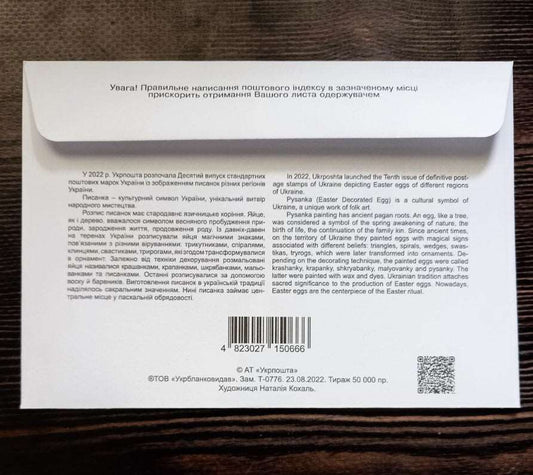 Увага! Правильне написання поштового індексу в зазначеному місці
прискорить отримання Вашого листа одержувачем
У 2022 р. Укрпошта розпочала Десятий випуск стандартних
поштових марок України із зображенням писанок різних регіонів
України.
Писанка – культурний символ України, унікальний витвір
народного мистецтва.
Розпис писанок має стародавнє язичницьке коріння. Яйце,
як і дерево, вважалося символом весняного пробудження при-
роди, зародження життя, продовження роду. Із давніх-давен
на теренах України розписували яйця магічними знаками,
пов'язаними з різними віруваннями: трикутниками, спіралями,
клинцями, свастиками, тригорами, які згодом трансформувалися
в орнамент. Залежно від техніки декорування розмальовані
яйця називалися крашанками, крапанками, шкрябанками, мальо-
ванками та писанками. Останні розписувалися за допомогою
воску й барвників. Виготовлення писанок в українській традиції
наділялось сакральним значенням. Нині писанка займає цен-
тральне місце у пасхальній обрядовості.
In 2022, Ukrposhta launched the Tenth issue of definitive post-
age stamps of Ukraine depicting Easter eggs of different regions
of Ukraine.
Pysanka (Easter Decorated Egg) is a cultural symbol of
Ukraine, a unique work of folk art.
Pysanka painting has ancient pagan roots. An egg, like a tree,
was considered a symbol of the spring awakening of nature, the
birth of life, the continuation of the family kin. Since ancient times,
on the territory of Ukraine they painted eggs with magical signs
associated with different beliefs: triangles, spirals, wedges, swas-
tikas, tryrogs, which were later transformed into ornaments. De-
pending on the decorating technique, the painted eggs were called
krashanky, krapanky, shkryabanky, malyovanky and pysanky. The
latter were painted with wax and dyes. Ukrainian tradition attaches
sacred significance to the production of Easter eggs. Nowadays,
Easter eggs are the centerpiece of the Easter ritual.
4 823027 150666
© АТ «Укрпошта»
®ТОВ «Укрбланковидав». Зам. Т-0776. 23.08.2022. Тираж 50 000 пр.
Художниця Наталія Кохаль.